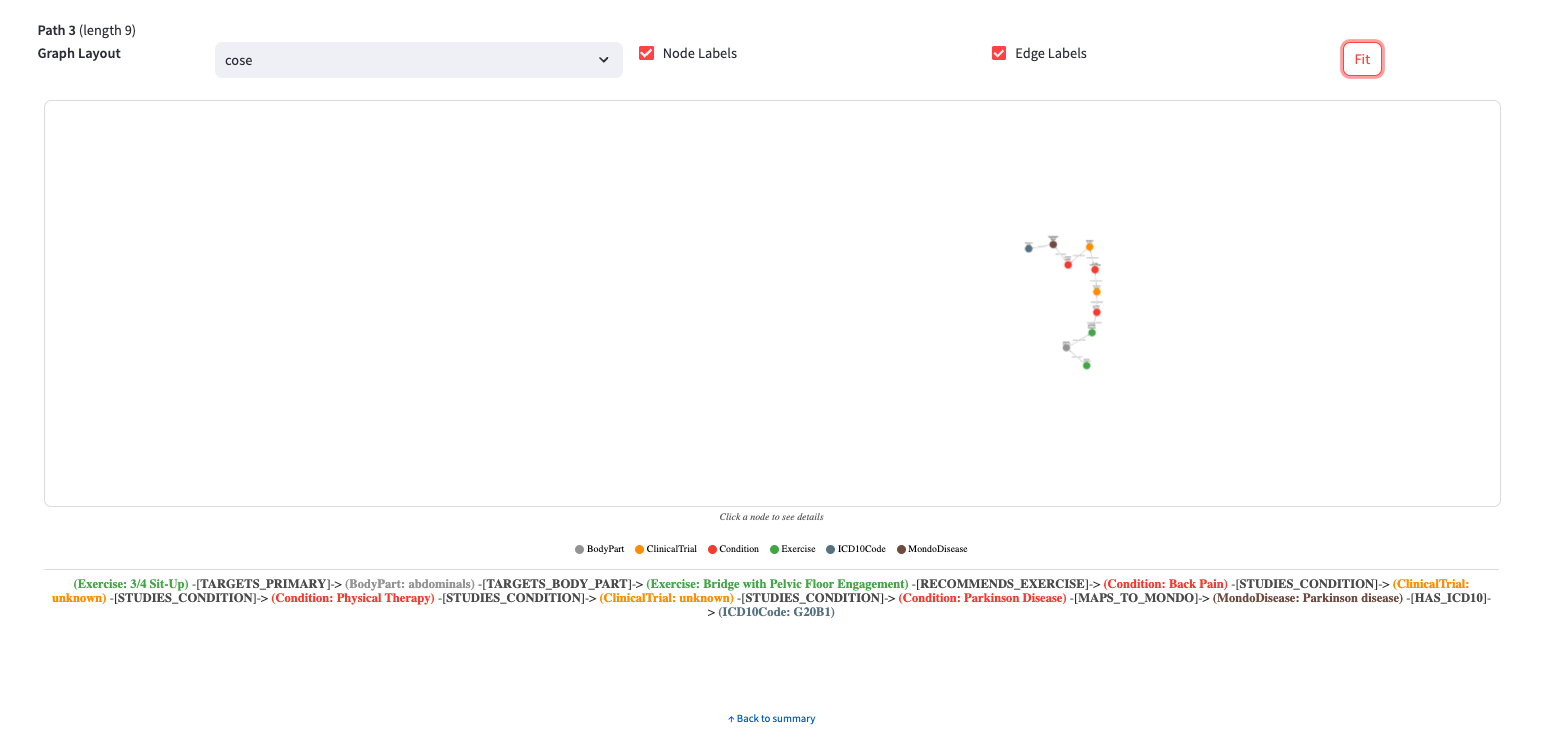 Path 3 (length 9)
Graph Layout
cose
Node Labels
Edge Labels
Fit
Click a node to see details
BodyPart ClinicalTrial Condition Exercise ICD10Code MondoDisease
(Exercise: 3/4 Sit-Up) -[TARGETS_PRIMARY]-> (BodyPart: abdominals) -[TARGETS_BODY_PART]-> (Exercise: Bridge with Pelvic Floor Engagement) -[RECOMMENDS_EXERCISE]-> (Condition: Back Pain) -[STUDIES_CONDITION]-> (ClinicalTrial:
unknown) -[STUDIES_CONDITION]-> (Condition: Physical Therapy) -[STUDIES_CONDITION]-> (ClinicalTrial: unknown) -[STUDIES_CONDITION]-> (Condition: Parkinson Disease) -[MAPS_TO_MONDO]-> (MondoDisease: Parkinson disease) -[HAS_ICD10]-
> (ICD10Code: G20B1)
↑ Back to summary